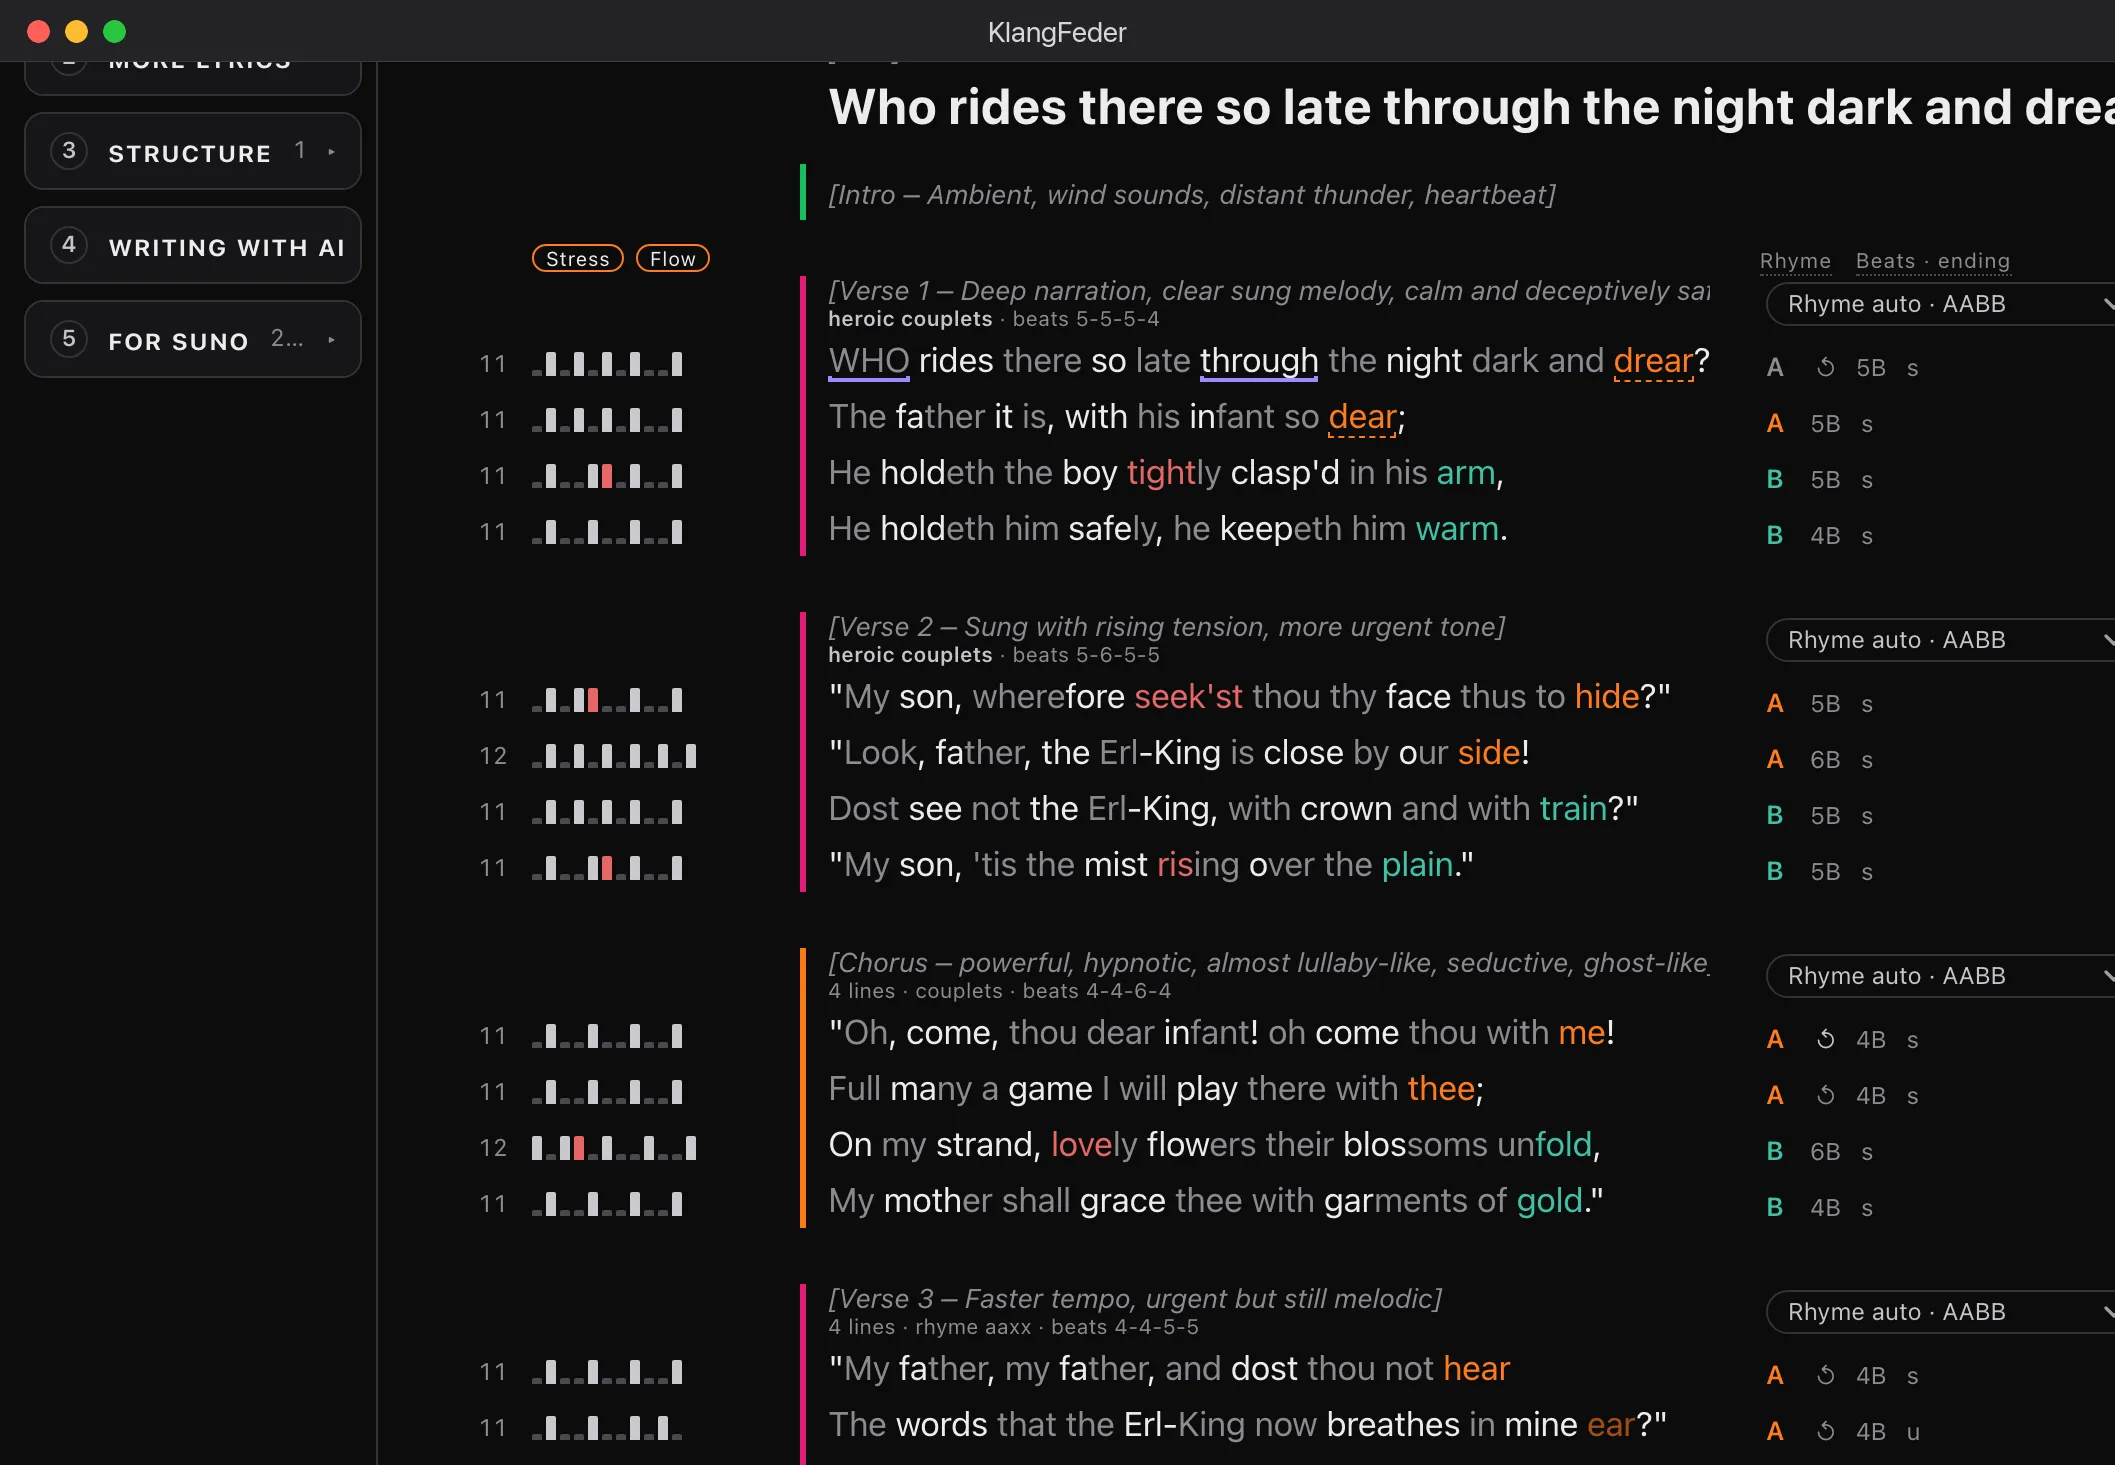 KlangFeder
MORE LYRICS
3 STRUCTURE 1
4 WRITING WITH AI
5 FOR SUNO 2...
Who rides there so late through the night dark and
[Intro – Ambient, wind sounds, distant thunder, heartbeat]
Stress Flow
Rhyme Beats · ending
[Verse 1 – Deep narration, clear sung melody, calm and deceptively
Rhyme auto · AABB
heroic couplets · beats 5-5-5-4
11 WHO rides there so late through the night dark and drear? A 5B s
11 The father it is, with his infant so dear; A 5B s
11 He holdeth the boy tightly clasp'd in his arm, B 5B s
11 He holdeth him safely, he keepeth him warm. B 4B s
[Verse 2 – Sung with rising tension, more urgent tone]
Rhyme auto · AABB
heroic couplets · beats 5-6-5-5
11 "My son, wherefore seek'st thou thy face thus to hide?" A 5B s
12 "Look, father, the Erl-King is close by our side! A 6B s
11 Dost see not the Erl-King, with crown and with train?" B 5B s
11 "My son, 'tis the mist rising over the plain." B 5B s
[Chorus – powerful, hypnotic, almost lullaby-like, seductive, ghost-like
Rhyme auto · AABB
4 lines · couplets · beats 4-4-6-4
11 "Oh, come, thou dear infant! oh come thou with me! A 4B s
11 Full many a game I will play there with thee; A 4B s
12 On my strand, lovely flowers their blossoms unfold, B 6B s
11 My mother shall grace thee with garments of gold." B 4B s
[Verse 3 – Faster tempo, urgent but still melodic]
Rhyme auto · AABB
4 lines · rhyme aaxx · beats 4-4-5-5
11 "My father, my father, and dost thou not hear A 4B s
11 The words that the Erl-King now breathes in mine ear?" A 4B u